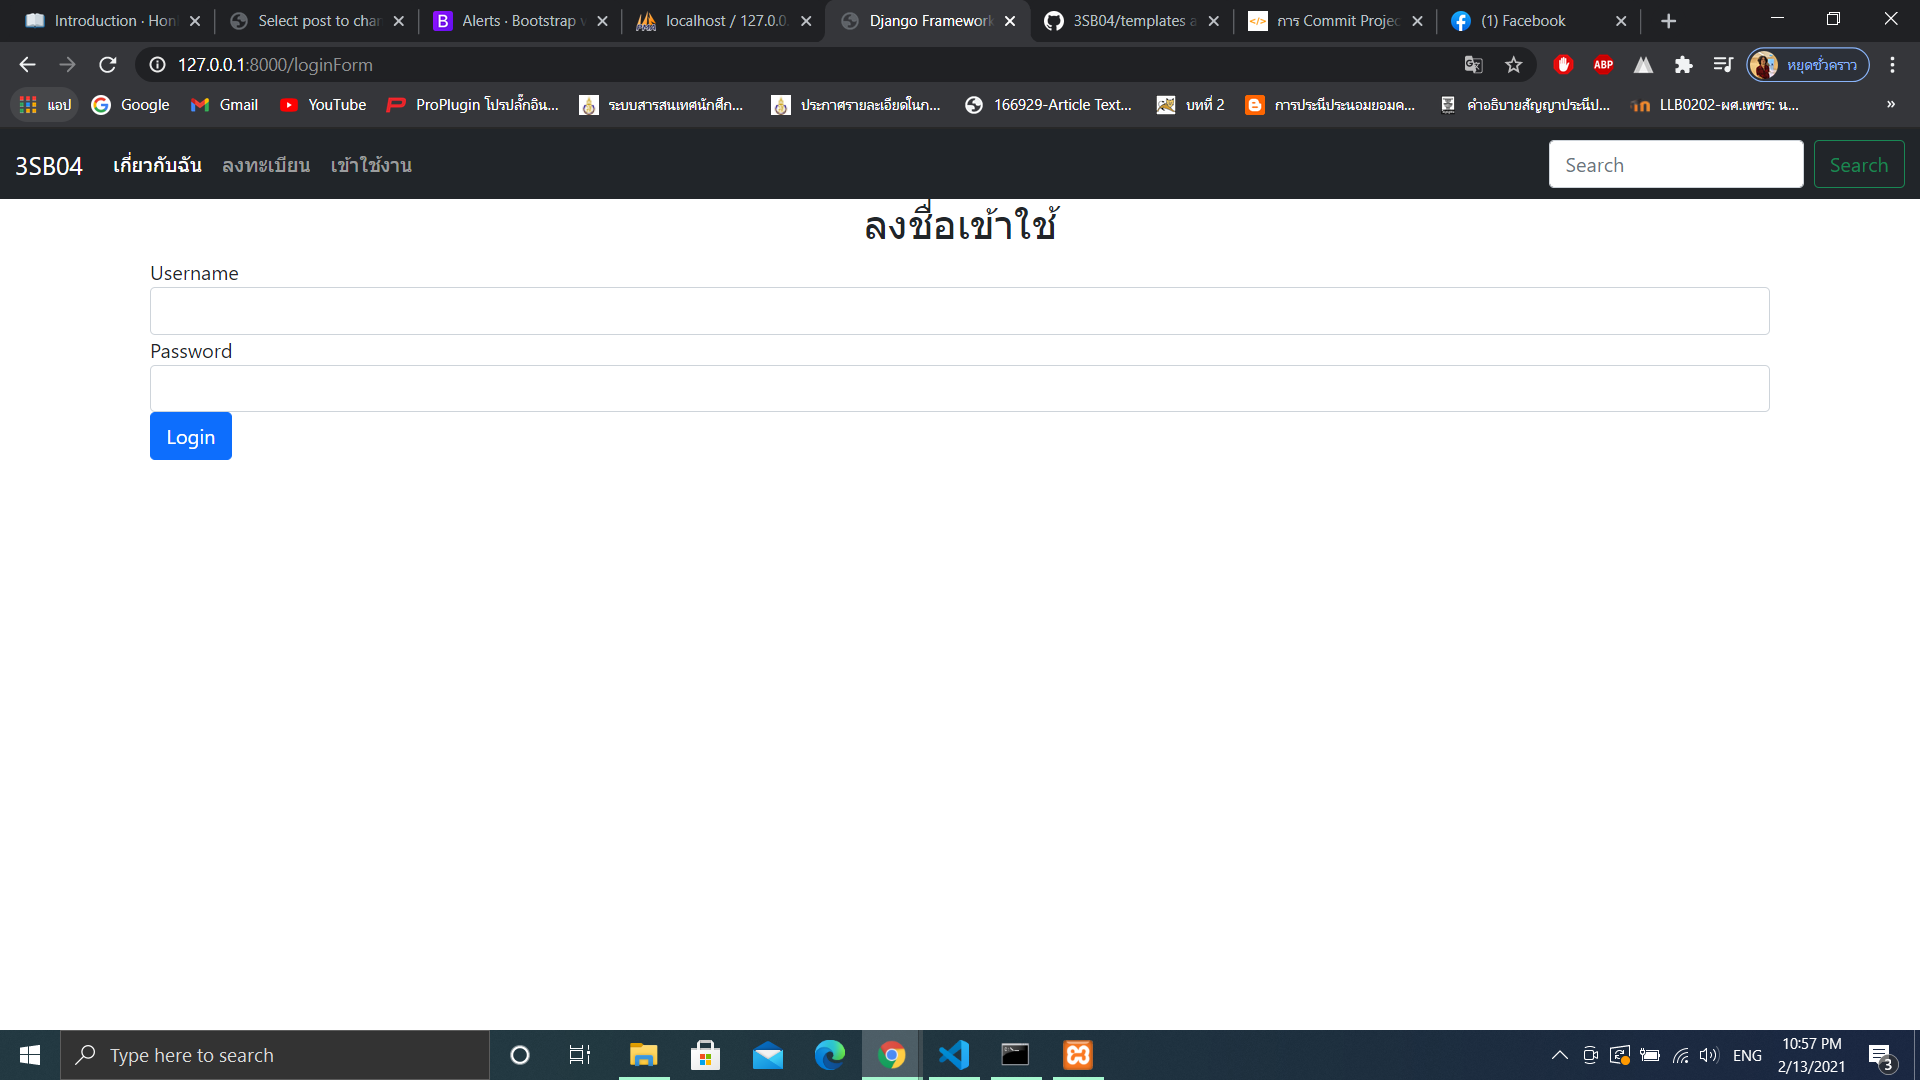 Introduction · Hon
Select post to chan
Alerts · Bootstrap v
localhost / 127.0.0.
Django Framework
3SB04/templates a
การ Commit Projec
(1) Facebook
127.0.0.1:8000/loginForm
ABP
หยุดชั่วคราว
แอป
Google
Gmail
YouTube
ProPlugin โปรปลั๊กอิน...
ระบบสารสนเทศนักศึก...
ประกาศรายละเอียดในก...
166929-Article Text...
บทที่ 2
การประนีประนอมยอมค...
คำอธิบายสัญญาประนีป...
LLB0202-ผศ.เพชร: น...
»
3SB04
เกี่ยวกับฉัน
ลงทะเบียน
เข้าใช้งาน
Search
Search
ลงชื่อเข้าใช้
Username
Password
Login
Type here to search
ENG
10:57 PM
2/13/2021
3